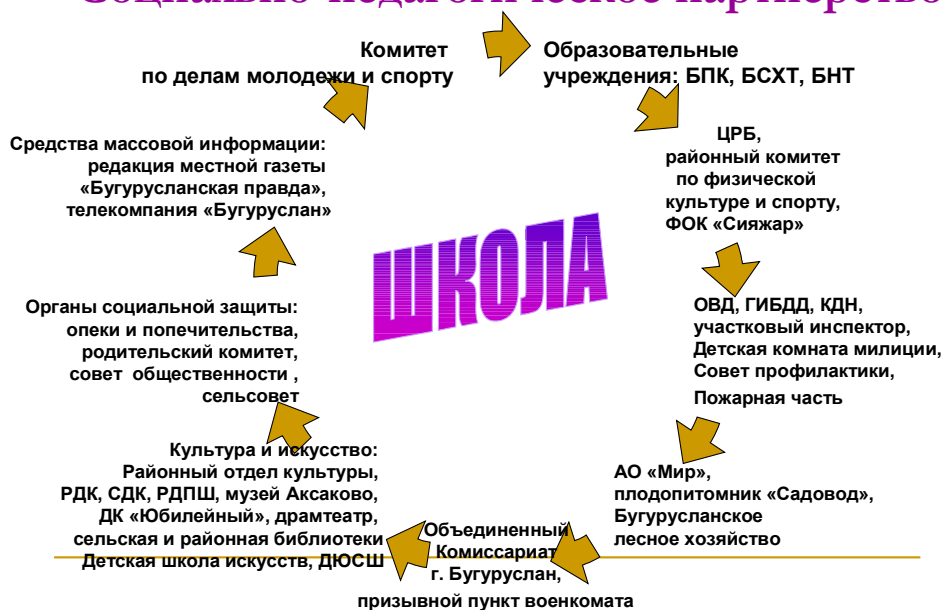 Социально-педагогическое партнерство
Комитет
по делам молодежи и спорту
Образовательные
учреждения: БПК, БСХТ, БНТ
ЦРБ,
районный комитет
по физической
культуре и спорту,
ФОК «Сияжар»
ОВД, ГИБДД, КДН,
участковый инспектор,
Детская комната милиции,
Совет профилактики,
Пожарная часть
АО «Мир»,
плодопитомник «Садовод»,
Бугурусланское
лесное хозяйство
Объединенный
Комиссариат
г. Бугуруслан,
призывной пункт военкомата
Культура и искусство:
Районный отдел культуры,
РДК, СДК, РДПШ, музей Аксаково,
ДК «Юбилейный», драмтеатр,
сельская и районная библиотеки
Детская школа искусств, ДЮСШ
Органы социальной защиты:
опеки и попечительства,
родительский комитет,
совет общественности ,
сельсовет
Средства массовой информации:
редакция местной газеты
«Бугурусланская правда»,
телекомпания «Бугуруслан»
ШКОЛА